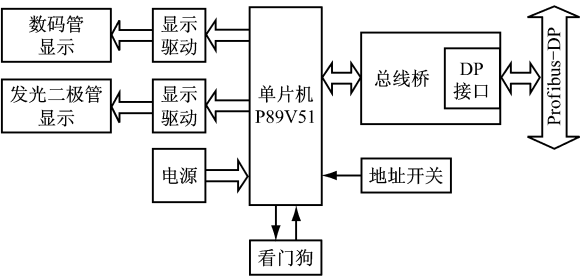 数码管
显示
显示
驱动
发光二极管
显示
显示
驱动
电源
单片机
P89V51
总线桥
DP
接口
Profibus-DP
地址开关
看门狗